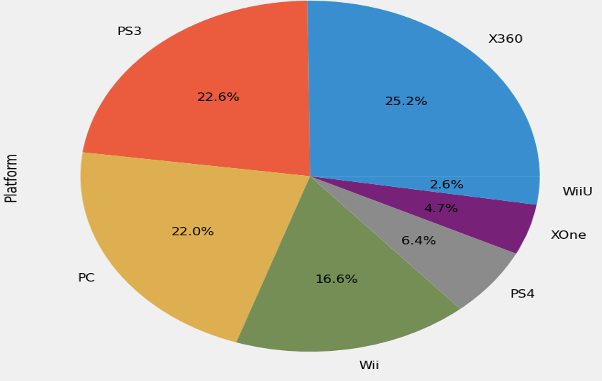 PS3
X360
22.6%
25.2%
Platform
2.6%
WiiU
4.7%
XOne
22.0%
6.4%
PC
16.6%
PS4
Wii